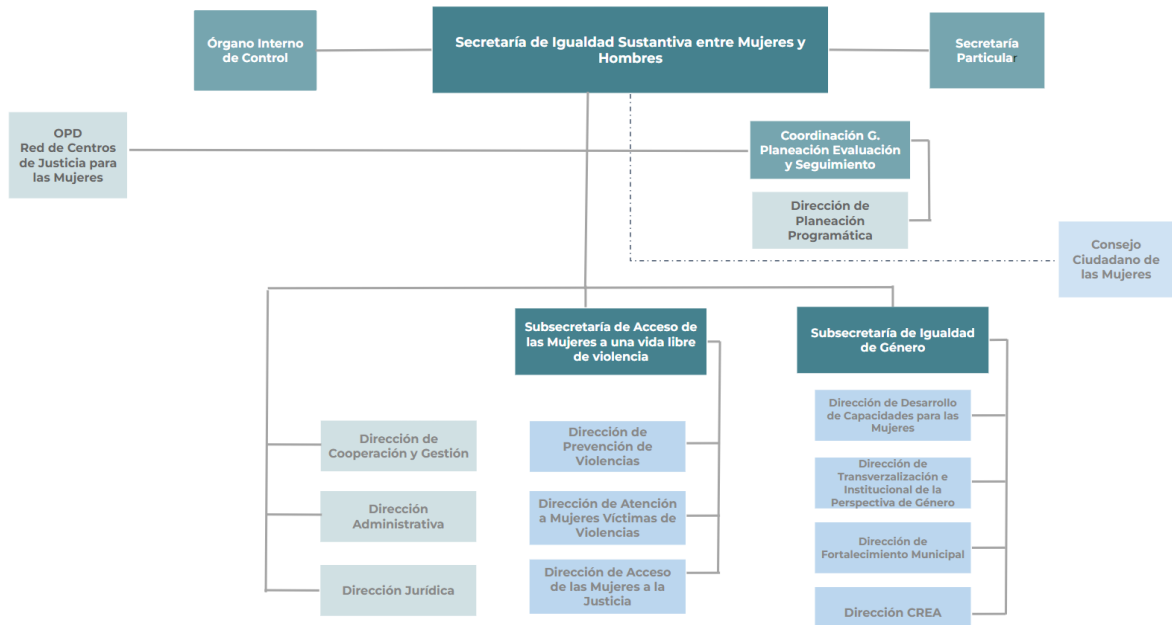 Órgano Interno
de Control
Secretaría de Igualdad Sustantiva entre Mujeres y
Hombres
Secretaría
Particular
OPD
Red de Centros
de Justicia para
las Mujeres
Coordinación G.
Planeación Evaluación
y Seguimiento
Dirección de
Planeación
Programática
Consejo
Ciudadano de
las Mujeres
Subsecretaría de Acceso de
las Mujeres a una vida libre
de violencia
Subsecretaría de Igualdad
de Género
Dirección de
Cooperación y Gestión
Dirección
Administrativa
Dirección Jurídica
Dirección de
Prevención de
Violencias
Dirección de Atención
a Mujeres Víctimas de
Violencias
Dirección de Acceso
de las Mujeres a la
Justicia
Dirección de Desarrollo
de Capacidades para las
Mujeres
Dirección de
Transverzalización e
Institucional de la
Perspectiva de Género
Dirección de
Fortalecimiento Municipal
Dirección CREA